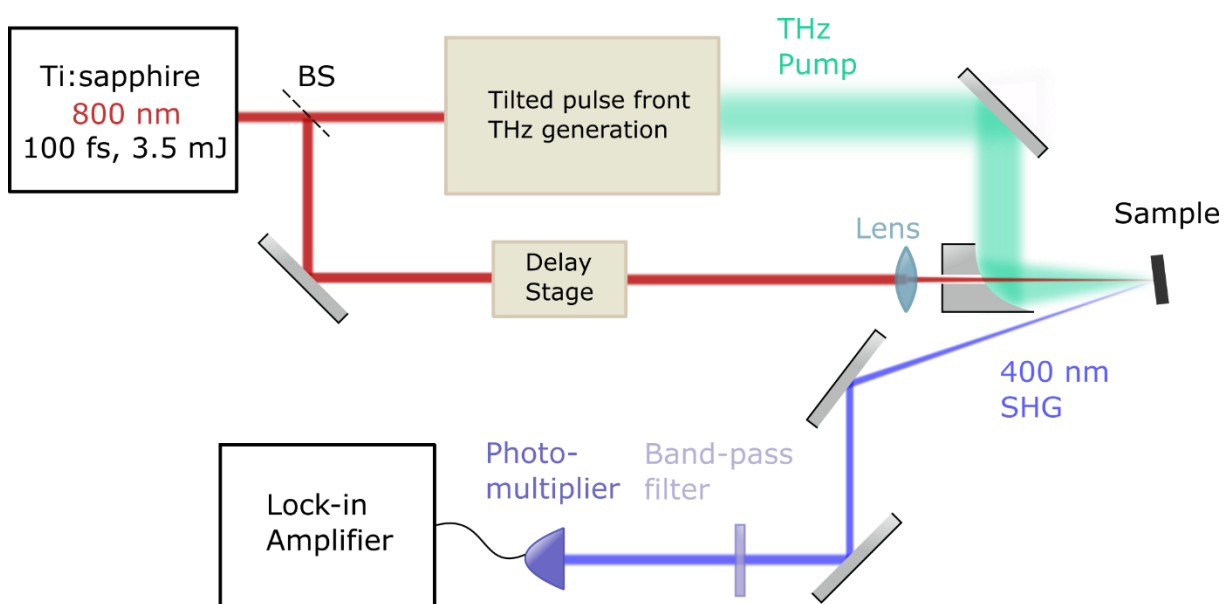 Ti:sapphire
800 nm
100 fs, 3.5 mJ
BS
Tilted pulse front
THz generation
THz
Pump
Delay
Stage
Lens
Sample
400 nm
SHG
Photo-
multiplier
Band-pass
filter
Lock-in
Amplifier